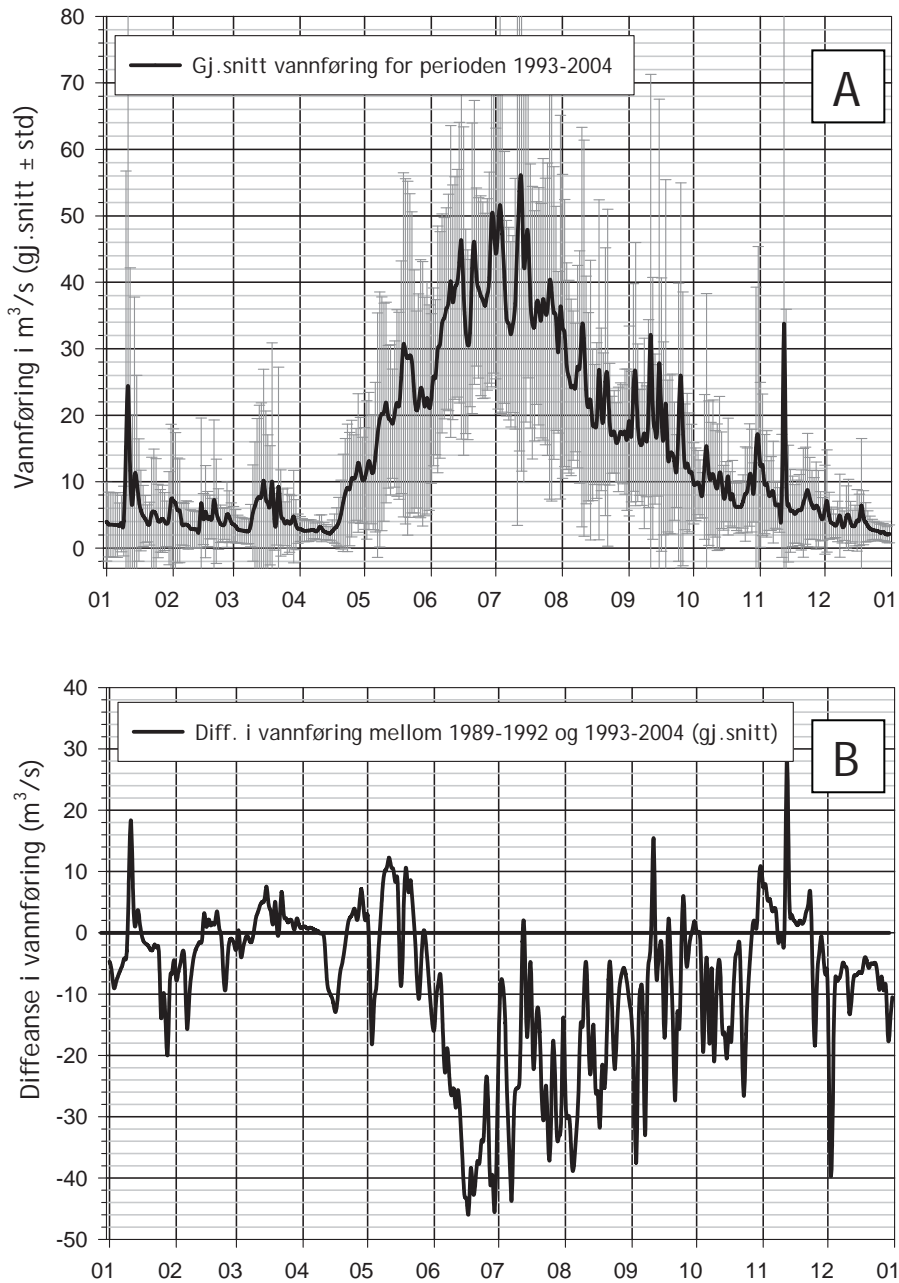 Vannføring i m³/s (gj.snitt ± std)
80
70
60
50
40
30
20
10
0
Gj.snitt vannføring for perioden 1993-2004
A
01 02 03 04 05 06 07 08 09 10 11 12 01
Diffeanse i vannføring (m³/s)
40
30
20
10
0
-10
-20
-30
-40
-50
Diff. i vannføring mellom 1989-1992 og 1993-2004 (gj.snitt)
B
01 02 03 04 05 06 07 08 09 10 11 12 01